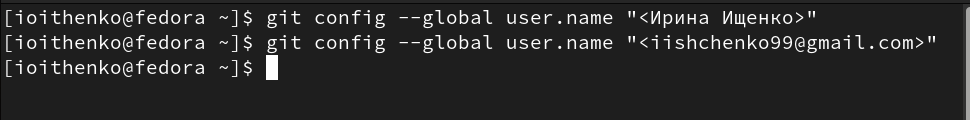 [ioithenko@fedora ~]$ git config --global user.name "<Ирина Ищенко>"
[ioithenko@fedora ~]$ git config --global user.name "<iishchenko99@gmail.com>"
[ioithenko@fedora ~]$